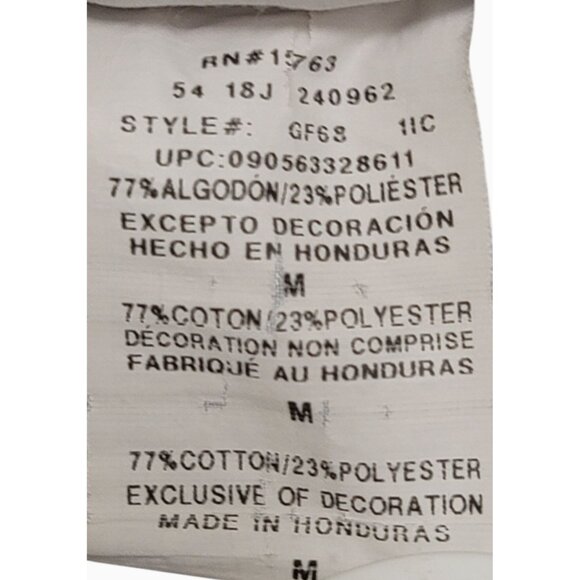 RN#15763
54 18J 240962
STYLE#: GF68 1IC
UPC:090563328611
77%ALGODÓN/23%POLIÉSTER
EXCEPTO DECORACIÓN
HECHO EN HONDURAS
M
77%COTON/23%POLYESTER
DÉCORATION NON COMPRISE
FABRIQUÉ AU HONDURAS
M
77%COTTON/23%POLYESTER
EXCLUSIVE OF DECORATION
MADE IN HONDURAS
M